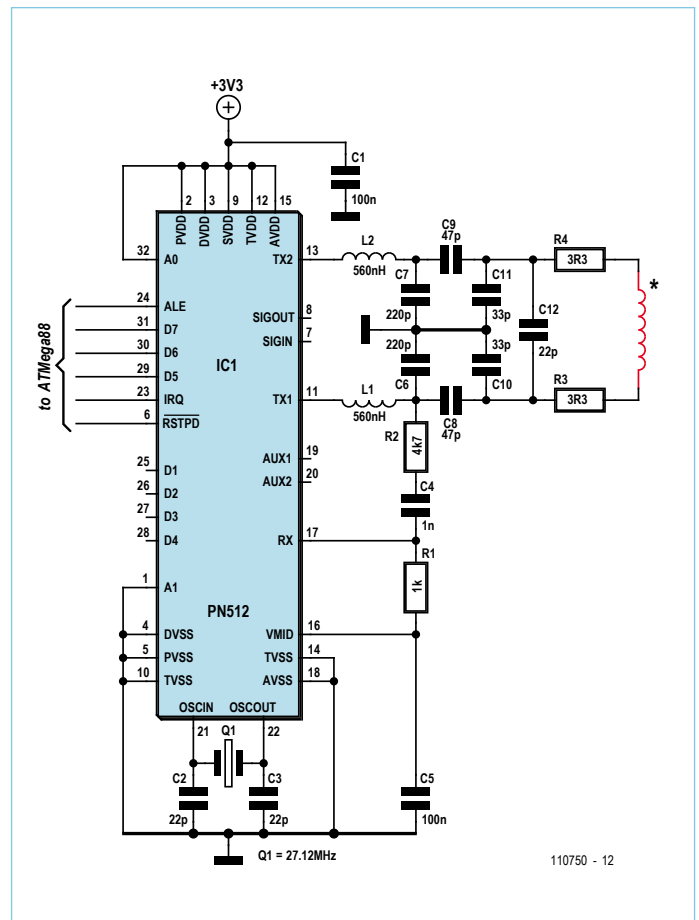 +3V3
C1
100n
2
3
9
12
15
PVDD
DVDD
SVDD
TVDD
AVDD
32
A0
TX2
13
L2
560nH
C9
47p
R4
3R3
*
C7
220p
C11
33p
C12
22p
to ATMega88
24
ALE
31
D7
30
D6
29
D5
23
IRQ
6
RSTPD
IC1
SIGOUT
8
SIGIN
7
220p
C6
33p
C10
TX1
11
L1
560nH
C8
47p
R3
3R3
R2
4k7
AUX1
19
AUX2
20
C4
1n
25
D1
26
D2
27
D3
28
D4
RX
17
R1
1k
1
A1
PN512
4
DVSS
5
PVSS
10
TVSS
VMID
16
TVSS
14
AVSS
18
OSCIN
OSCOUT
21
22
Q1
C2
22p
C3
22p
C5
100n
Q1 = 27.12MHz
110750 - 12